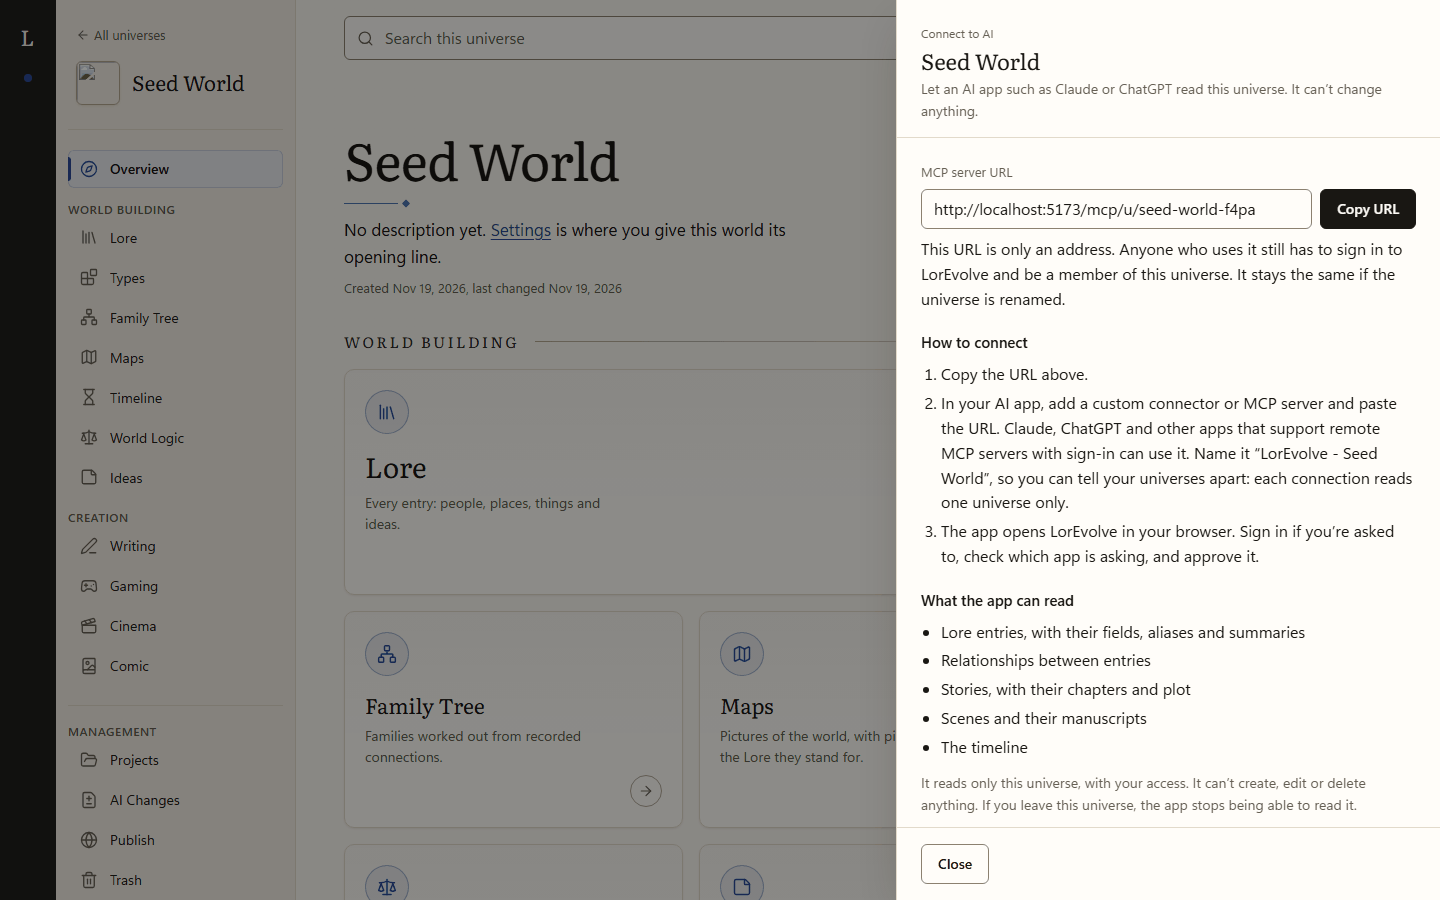 L
All universes
Seed World
Overview
WORLD BUILDING
Lore
Types
Family Tree
Maps
Timeline
World Logic
Ideas
CREATION
Writing
Gaming
Cinema
Comic
MANAGEMENT
Projects
AI Changes
Publish
Trash
Search this universe
Seed World
No description yet. Settings is where you give this world its
opening line.
Created Nov 19, 2026, last changed Nov 19, 2026
WORLD BUILDING
Lore
Every entry: people, places, things and
ideas.
Family Tree
Families worked out from recorded
connections.
Maps
Pictures of the world, with pi
the Lore they stand for.
Connect to AI
Seed World
Let an AI app such as Claude or ChatGPT read this universe. It can’t change
anything.
MCP server URL
http://localhost:5173/mcp/u/seed-world-f4pa
Copy URL
This URL is only an address. Anyone who uses it still has to sign in to
LorEvolve and be a member of this universe. It stays the same if the
universe is renamed.
How to connect
1. Copy the URL above.
2. In your AI app, add a custom connector or MCP server and paste
the URL. Claude, ChatGPT and other apps that support remote
MCP servers with sign-in can use it. Name it “LorEvolve - Seed
World”, so you can tell your universes apart: each connection reads
one universe only.
3. The app opens LorEvolve in your browser. Sign in if you’re asked
to, check which app is asking, and approve it.
What the app can read
• Lore entries, with their fields, aliases and summaries
• Relationships between entries
• Stories, with their chapters and plot
• Scenes and their manuscripts
• The timeline
It reads only this universe, with your access. It can’t create, edit or delete
anything. If you leave this universe, the app stops being able to read it.
Close